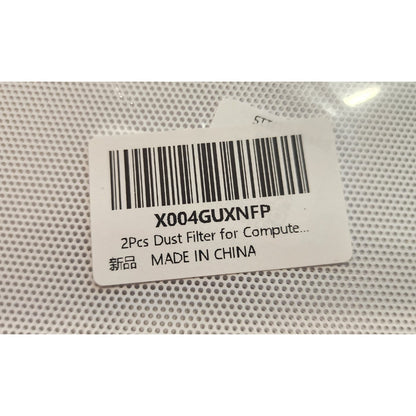 X004GUXNFP
2Pcs Dust Filter for Compute...
新品 MADE IN CHINA